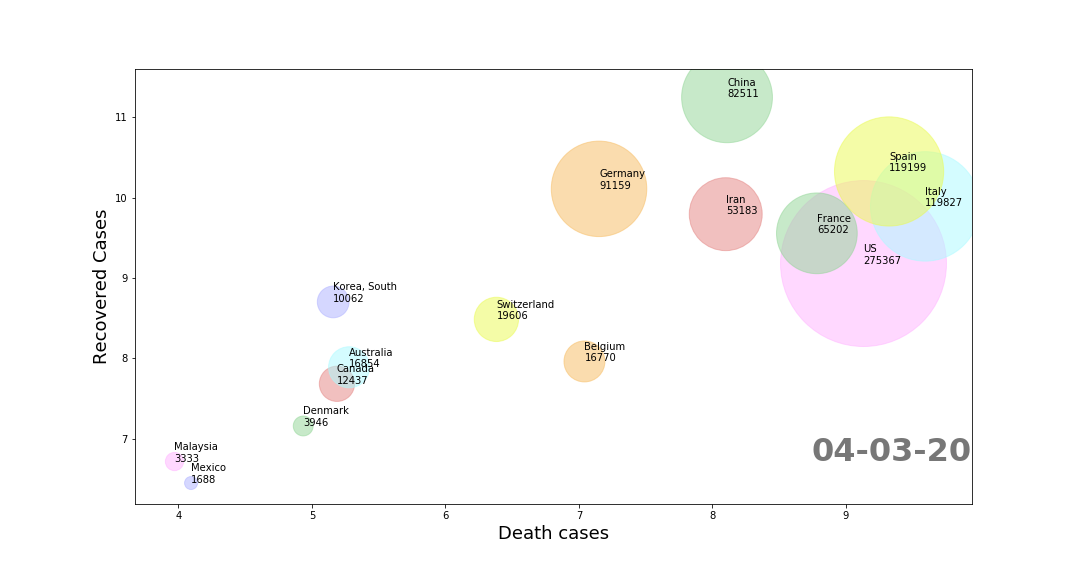 China
82511
Spain
119199
Germany
91159
Italy
119827
Iran
53183
France
65202
US
275367
Korea, South
10062
Switzerland
19606
Australia
16854
Belgium
16770
Canada
12437
Denmark
3946
Malaysia
3333
Mexico
1688
04-03-20
11
10
9
8
7
Recovered Cases
4 5 6 7 8 9
Death cases